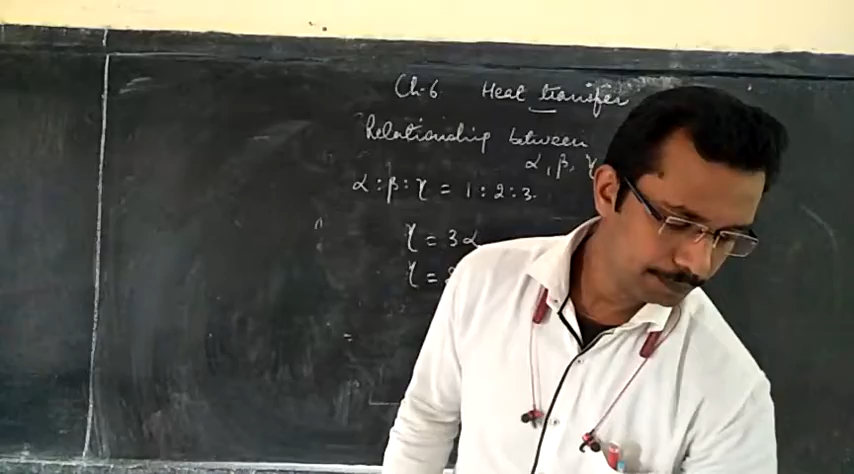 Ch-6 Heat transfer
Relationship between
α, β, γ
α : β : γ = 1 : 2 : 3.
γ = 3α
γ =